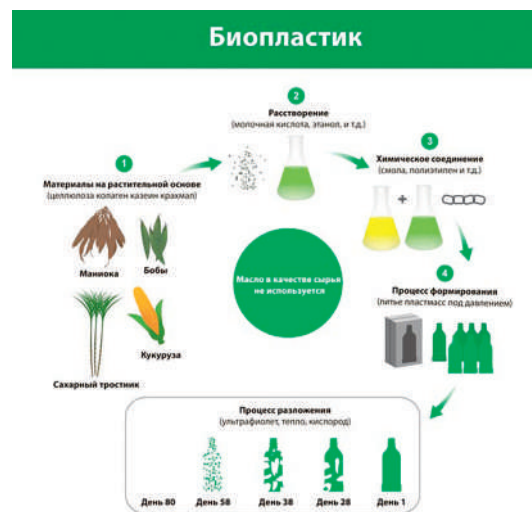 Биопластик
2
Расстворение
(молочная кислота, этанол, и т.д.)
3
Химическое соединение
(смола, полиэтилен и т.д.)
1
Материалы на растительной основе
(целлюлоза колаген казеин крахмал)
Маниока
Бобы
Сахарный тростник
Кукуруза
Масло в качестве сырья
не используется
4
Процесс формирования
(литье пластмасс под давлением)
Процесс разложения
(ультрафиолет, тепло, кислород)
День 80
День 58
День 38
День 28
День 1